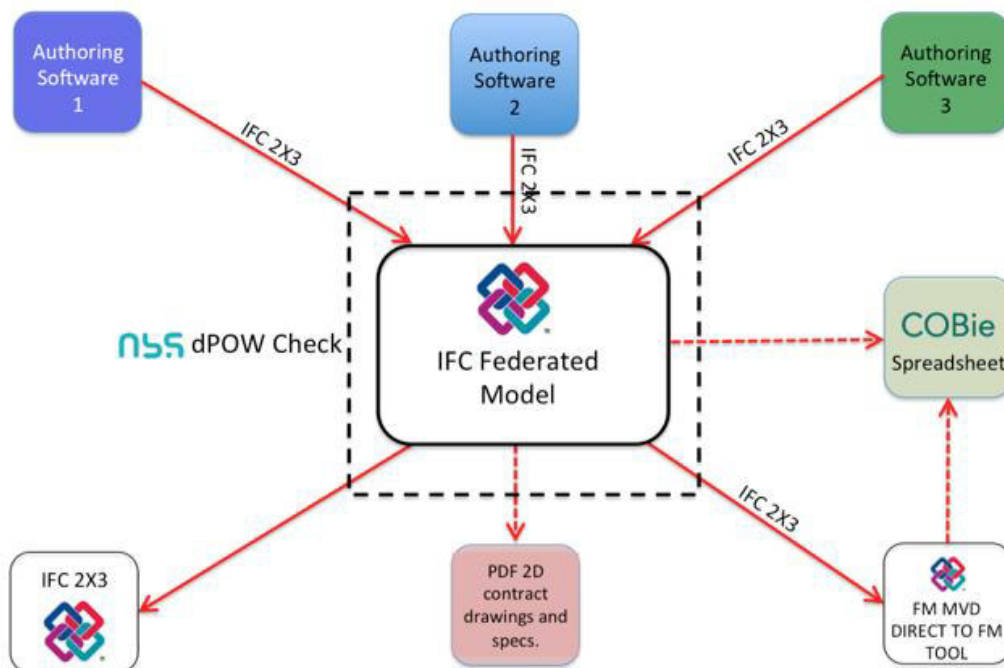 Authoring
Software
1
Authoring
Software
2
Authoring
Software
3
IFC 2X3
IFC 2X3
IFC 2X3
nbs dPOW Check
IFC Federated
Model
COBie
Spreadsheet
IFC 2X3
IFC 2X3
PDF 2D
contract
drawings and
specs.
FM MVD
DIRECT TO FM
TOOL